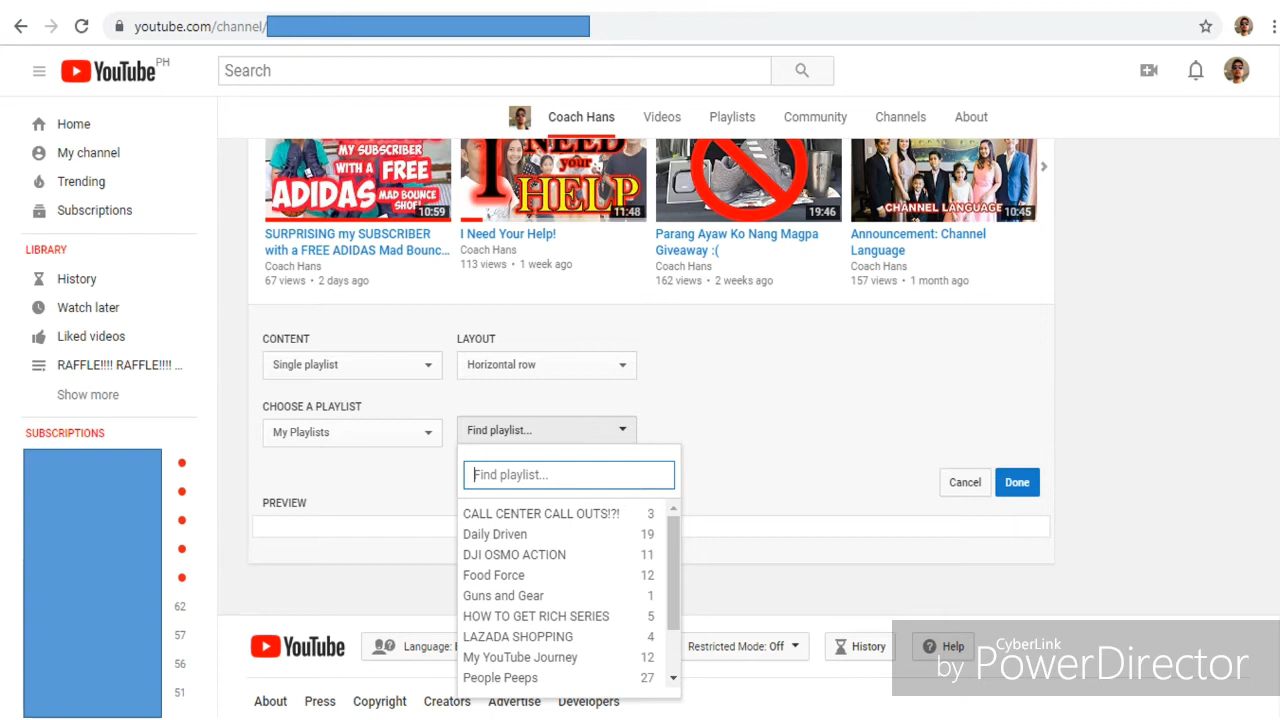 youtube.com/channel/
YouTube PH
Search
Coach Hans Videos Playlists Community Channels About
Home
My channel
Trending
Subscriptions
LIBRARY
History
Watch later
Liked videos
RAFFLE!!!! RAFFLE!!!! ...
Show more
SUBSCRIPTIONS
62
57
56
51
MY SUBSCRIBER
WITH A FREE
ADIDAS MAD BOUNCE
SHOES!
10:59
SURPRISING my SUBSCRIBER
with a FREE ADIDAS Mad Bounc...
Coach Hans
67 views • 2 days ago
I NEED
your
HELP
11:48
I Need Your Help!
Coach Hans
113 views • 1 week ago
19:46
Parang Ayaw Ko Nang Magpa
Giveaway :(
Coach Hans
162 views • 2 weeks ago
CHANNEL LANGUAGE
10:45
Announcement: Channel
Language
Coach Hans
157 views • 1 month ago
CONTENT LAYOUT
Single playlist Horizontal row
CHOOSE A PLAYLIST
My Playlists Find playlist...
Find playlist...
CALL CENTER CALL OUTS!?! 3
Daily Driven 19
DJI OSMO ACTION 11
Food Force 12
Guns and Gear 1
HOW TO GET RICH SERIES 5
LAZADA SHOPPING 4
My YouTube Journey 12
People Peeps 27
Cancel Done
PREVIEW
YouTube Language: Restricted Mode: Off History Help
About Press Copyright Creators Advertise Developers
CyberLink
by PowerDirector